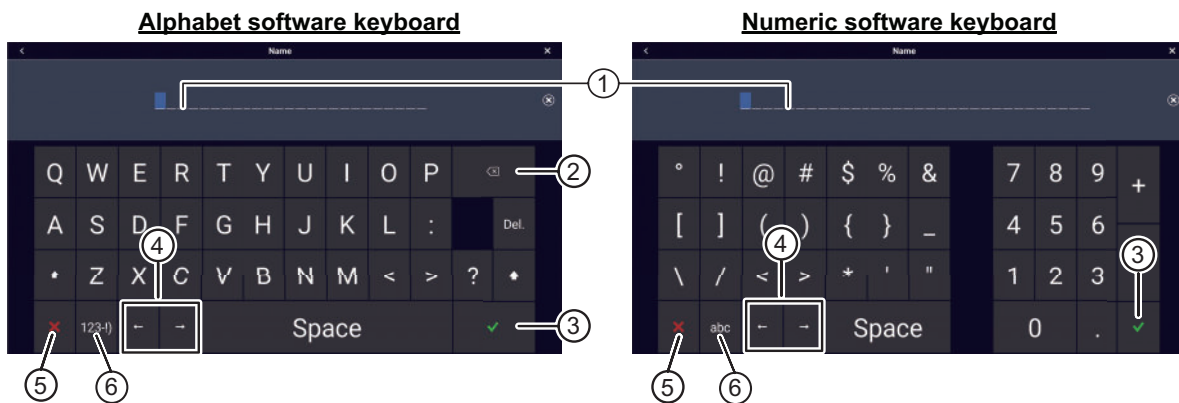 Alphabet software keyboard Numeric software keyboard
< Name × < Name ×
1
Q W E R T Y U I O P 2 ° ! @ # $ % & 7 8 9 +
A S D F G H J K L : Del. [ ] ( ) { } _ 4 5 6
4 4 3
Z X C V B N M < > ? \ / < > * ' " 1 2 3
123-!) ← → Space 3 abc ← → Space 0 .
5 6 5 6